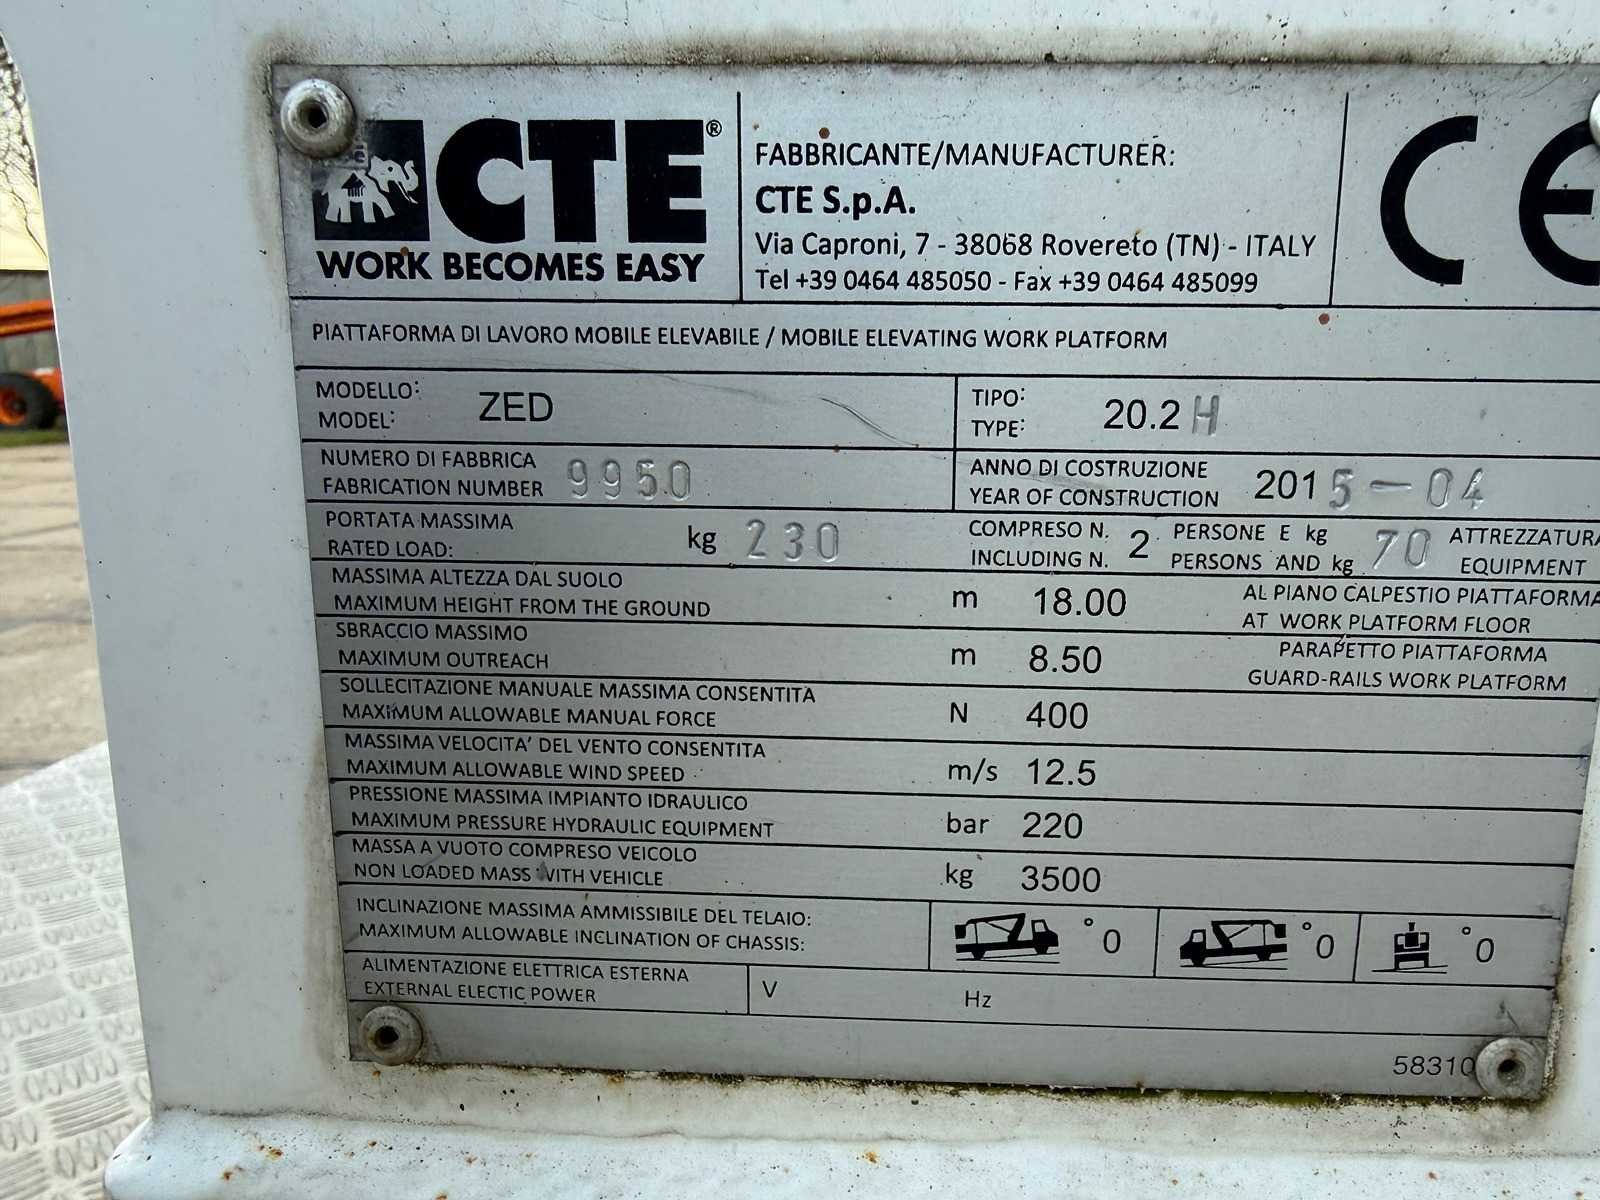 CTE®
WORK BECOMES EASY
FABBRICANTE/MANUFACTURER:
CTE S.p.A.
Via Caproni, 7 - 38068 Rovereto (TN) - ITALY
Tel +39 0464 485050 - Fax +39 0464 485099
CE
PIATTAFORMA DI LAVORO MOBILE ELEVABILE / MOBILE ELEVATING WORK PLATFORM
MODELLO:
MODEL:
ZED
TIPO:
TYPE:
20.2 H
NUMERO DI FABBRICA
FABRICATION NUMBER
9950
ANNO DI COSTRUZIONE
YEAR OF CONSTRUCTION
2015-04
PORTATA MASSIMA
RATED LOAD:
kg 230
COMPRESO N.
INCLUDING N.
2
PERSONE E kg
PERSONS AND kg
70
ATTREZZATURA
EQUIPMENT
MASSIMA ALTEZZA DAL SUOLO
MAXIMUM HEIGHT FROM THE GROUND
m 18.00
AL PIANO CALPESTIO PIATTAFORMA
AT WORK PLATFORM FLOOR
SBRACCIO MASSIMO
MAXIMUM OUTREACH
m 8.50
PARAPETTO PIATTAFORMA
GUARD-RAILS WORK PLATFORM
SOLLECITAZIONE MANUALE MASSIMA CONSENTITA
MAXIMUM ALLOWABLE MANUAL FORCE
N 400
MASSIMA VELOCITA' DEL VENTO CONSENTITA
MAXIMUM ALLOWABLE WIND SPEED
m/s 12.5
PRESSIONE MASSIMA IMPIANTO IDRAULICO
MAXIMUM PRESSURE HYDRAULIC EQUIPMENT
bar 220
MASSA A VUOTO COMPRESO VEICOLO
NON LOADED MASS WITH VEHICLE
kg 3500
INCLINAZIONE MASSIMA AMMISSIBILE DEL TELAIO:
MAXIMUM ALLOWABLE INCLINATION OF CHASSIS:
°0
°0
°0
ALIMENTAZIONE ELETTRICA ESTERNA
EXTERNAL ELECTIC POWER
V
Hz
58310